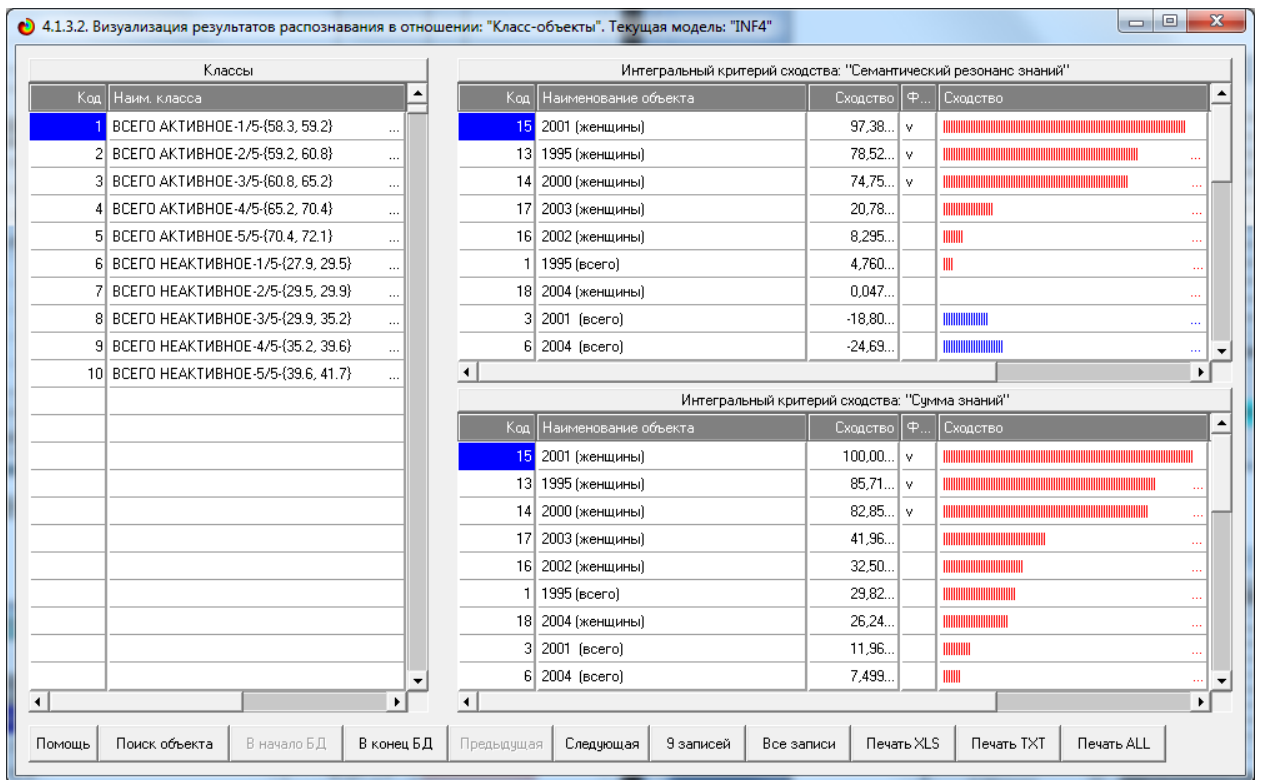 4.1.3.2. Визуализация результатов распознавания в отношении: "Класс-объекты". Текущая модель: "INF4"
Классы
Код Наим. класса
1 ВСЕГО АКТИВНОЕ-1/5-{58.3, 59.2} ...
2 ВСЕГО АКТИВНОЕ-2/5-{59.2, 60.8} ...
3 ВСЕГО АКТИВНОЕ-3/5-{60.8, 65.2} ...
4 ВСЕГО АКТИВНОЕ-4/5-{65.2, 70.4} ...
5 ВСЕГО АКТИВНОЕ-5/5-{70.4, 72.1} ...
6 ВСЕГО НЕАКТИВНОЕ-1/5-{27.9, 29.5} ...
7 ВСЕГО НЕАКТИВНОЕ-2/5-{29.5, 29.9} ...
8 ВСЕГО НЕАКТИВНОЕ-3/5-{29.9, 35.2} ...
9 ВСЕГО НЕАКТИВНОЕ-4/5-{35.2, 39.6} ...
10 ВСЕГО НЕАКТИВНОЕ-5/5-{39.6, 41.7} ...
Интегральный критерий сходства: "Семантический резонанс знаний"
Код Наименование объекта Сходство Ф... Сходство
15 2001 (женщины) 97,38... v
13 1995 (женщины) 78,52... v ...
14 2000 (женщины) 74,75... v ...
17 2003 (женщины) 20,78... ...
16 2002 (женщины) 8,295... ...
1 1995 (всего) 4,760... ...
18 2004 (женщины) 0,047... ...
3 2001 (всего) -18,80... ...
6 2004 (всего) -24,69... ...
Интегральный критерий сходства: "Сумма знаний"
Код Наименование объекта Сходство Ф... Сходство
15 2001 (женщины) 100,00... v
13 1995 (женщины) 85,71... v ...
14 2000 (женщины) 82,85... v ...
17 2003 (женщины) 41,96... ...
16 2002 (женщины) 32,50... ...
1 1995 (всего) 29,82... ...
18 2004 (женщины) 26,24... ...
3 2001 (всего) 11,96... ...
6 2004 (всего) 7,499... ...
Помощь Поиск объекта В начало БД В конец БД Предыдущая Следующая 9 записей Все записи Печать XLS Печать TXT Печать ALL